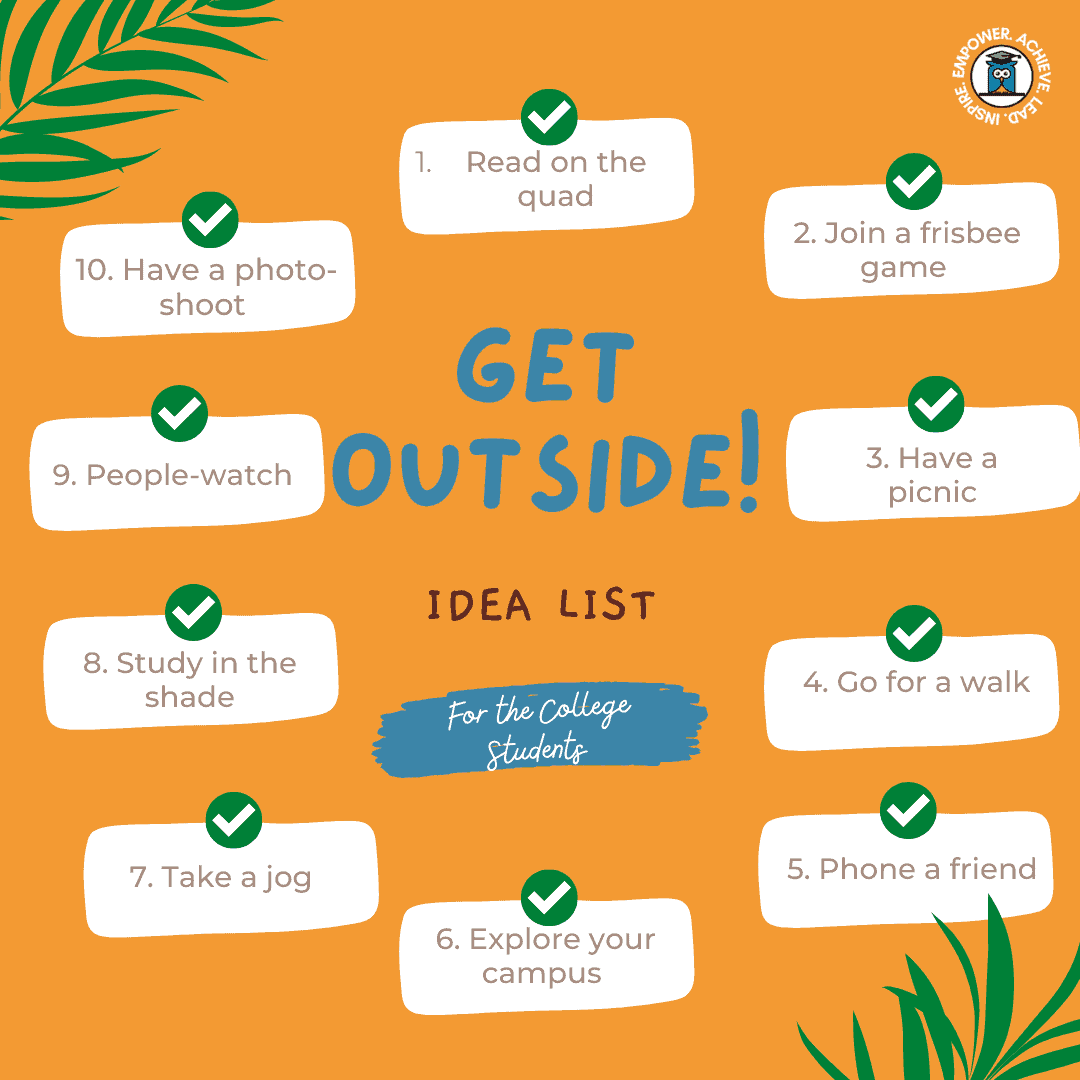 INSPIRE. EMPOWER. ACHIEVE. LEAD.
GET
OUTSIDE!
IDEA LIST
For the College
Students
1. Read on the
quad
2. Join a frisbee
game
3. Have a
picnic
4. Go for a walk
5. Phone a friend
6. Explore your
campus
7. Take a jog
8. Study in the
shade
9. People-watch
10. Have a photo-
shoot